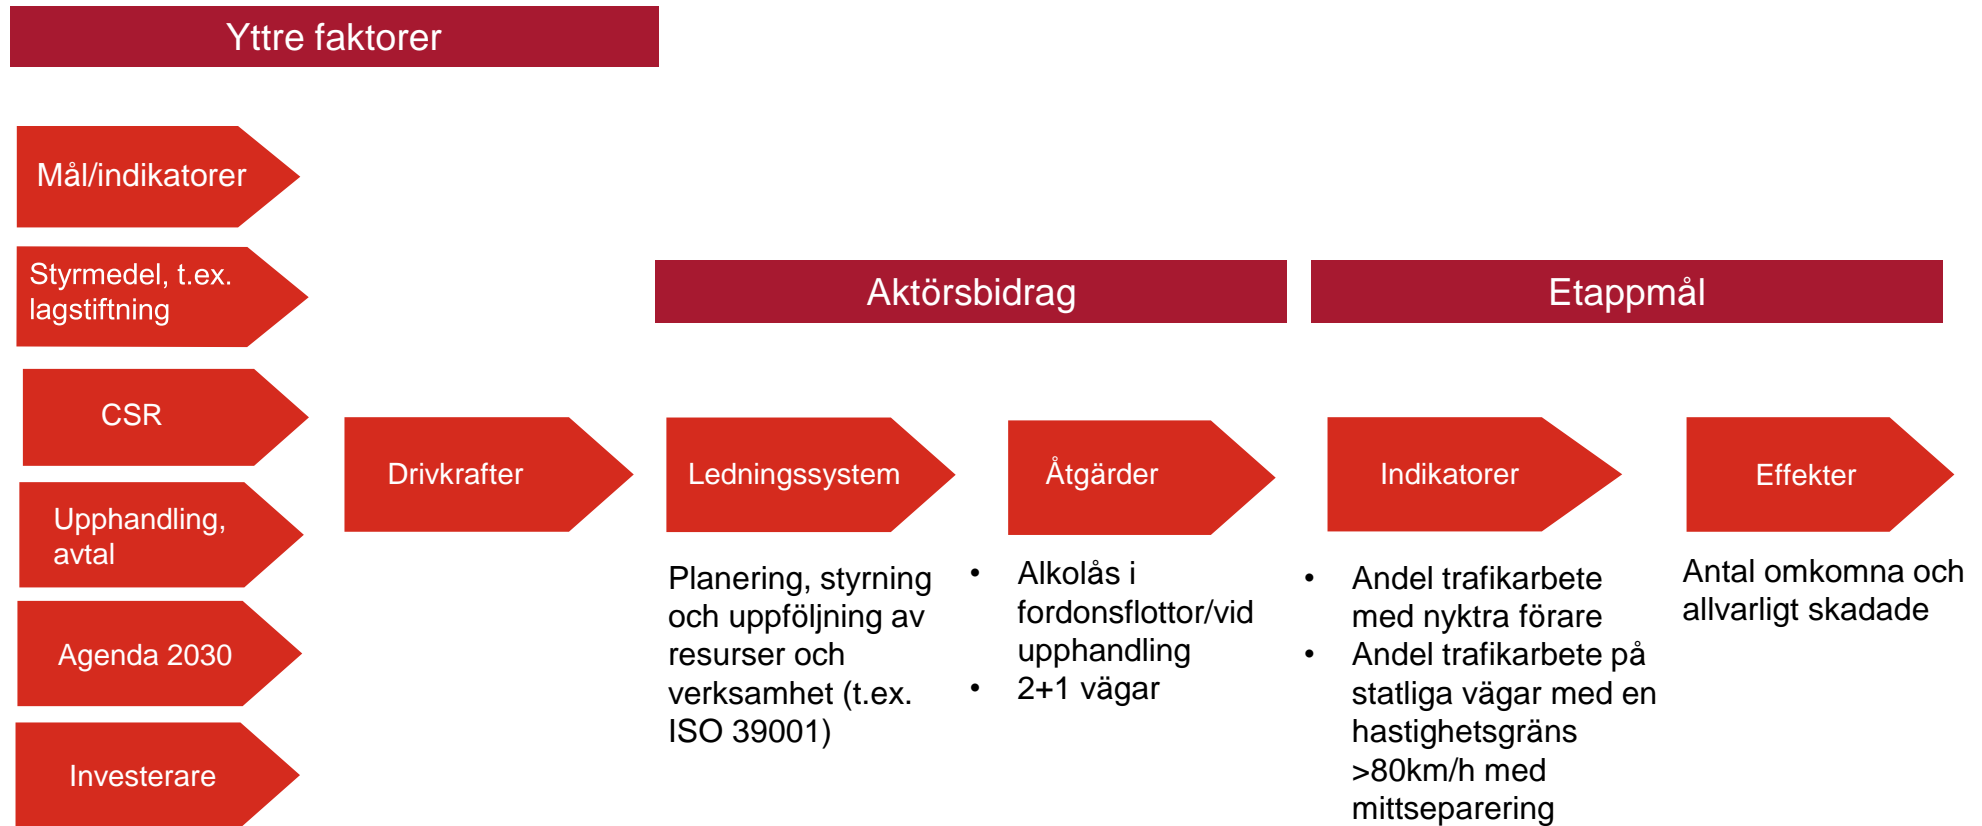 Yttre faktorer
Mål/indikatorer
Styrmedel, t.ex.
lagstiftning
CSR
Upphandling,
avtal
Agenda 2030
Investerare
Drivkrafter
Aktörsbidrag
Ledningssystem
Planering, styrning
och uppföljning av
resurser och
verksamhet (t.ex.
ISO 39001)
Åtgärder
• Alkolås i
fordonsflottor/vid
upphandling
• 2+1 vägar
Etappmål
Indikatorer
• Andel trafikarbete
med nyktra förare
• Andel trafikarbete på
statliga vägar med en
hastighetsgräns
>80km/h med
mittseparering
Effekter
Antal omkomna och
allvarligt skadade